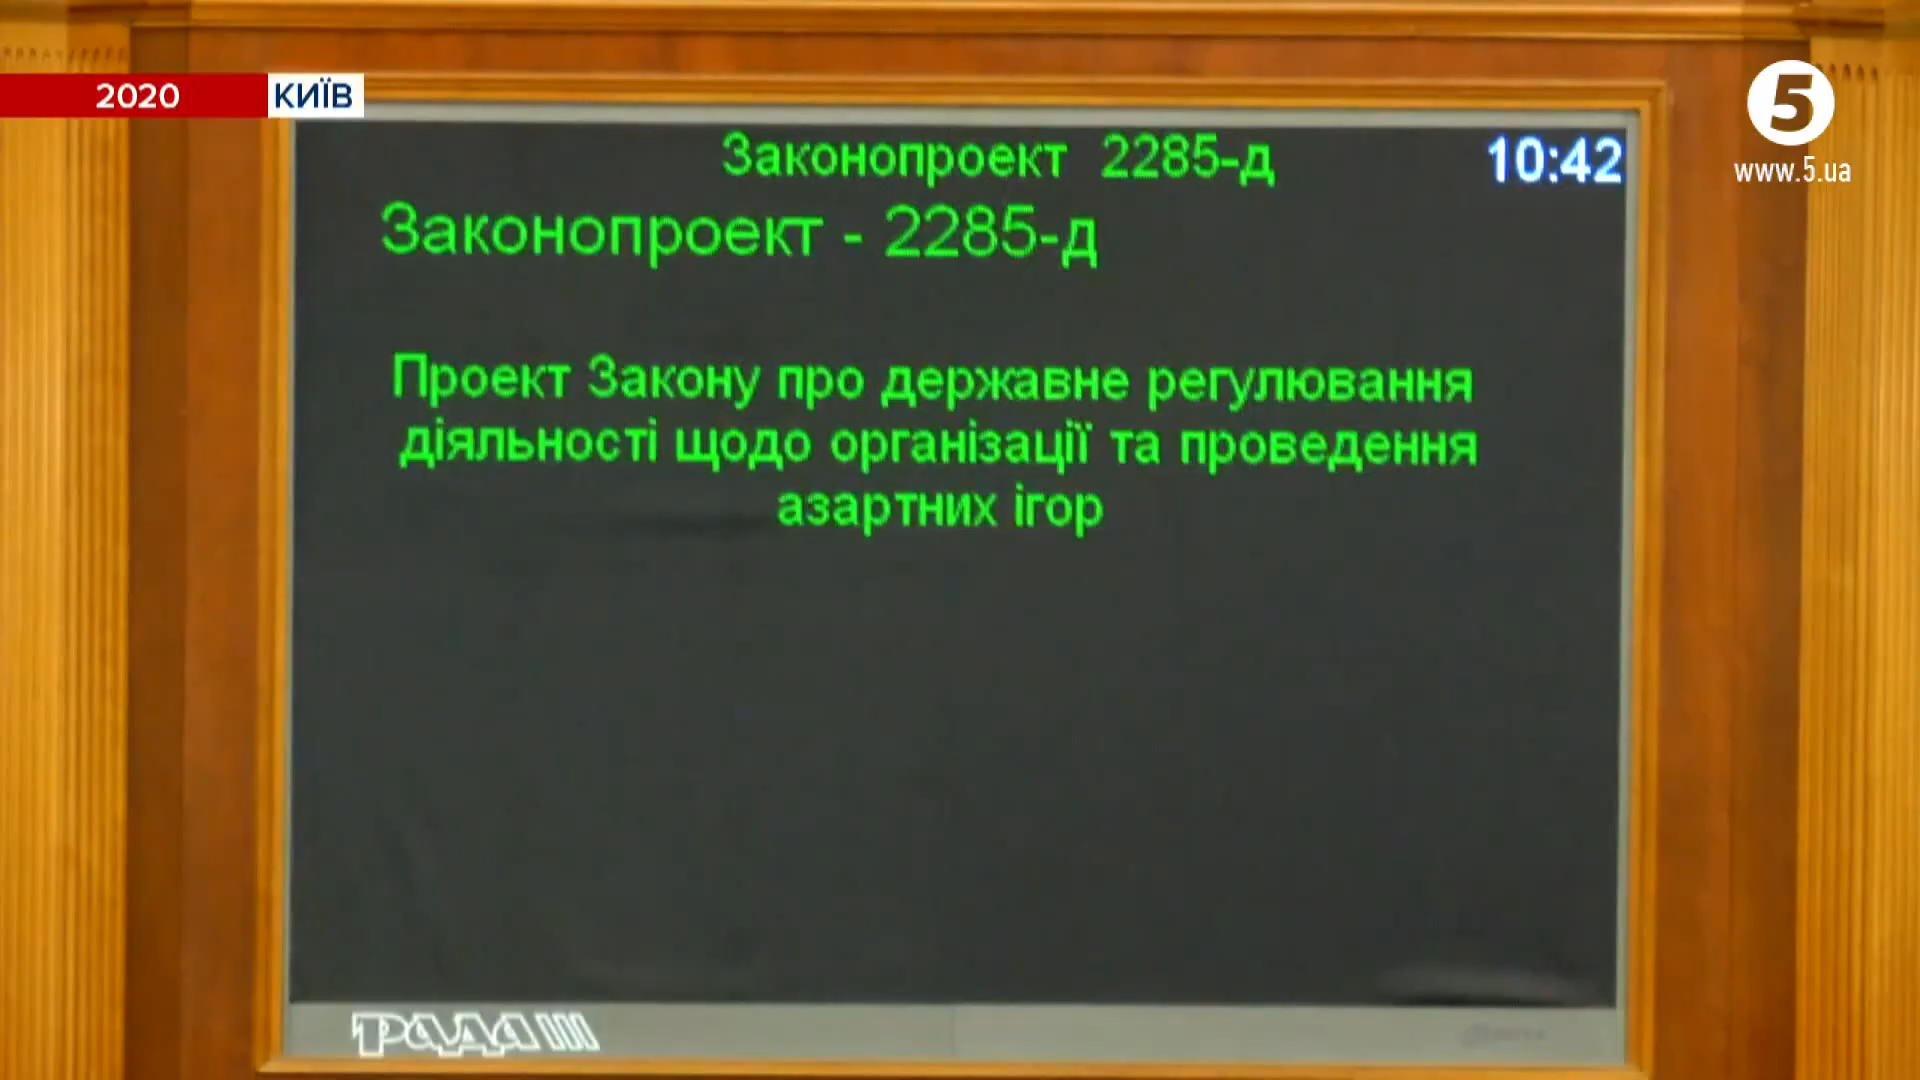 2020 КИЇВ
5
www.5.ua
Законопроект 2285-д 10:42
Законопроект - 2285-д
Проект Закону про державне регулювання
діяльності щодо організації та проведення
азартних ігор
РАДА III